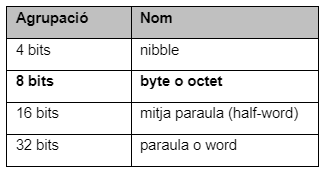 Agrupació Nom
4 bits nibble
8 bits byte o octet
16 bits mitja paraula (half-word)
32 bits paraula o word